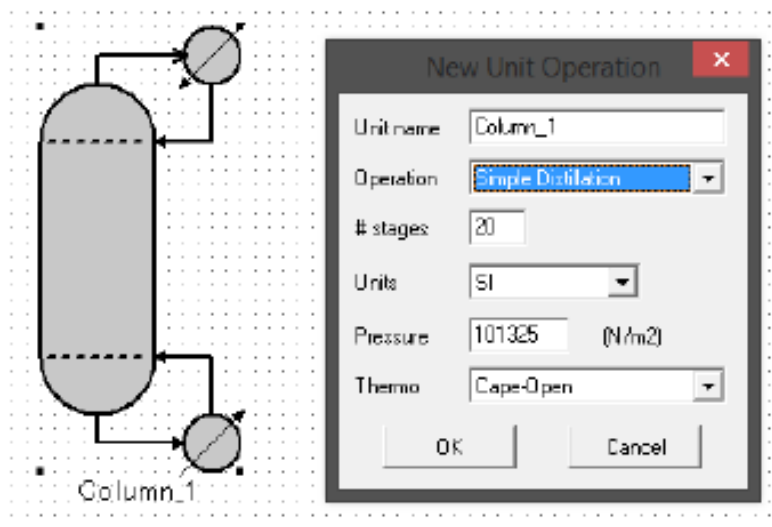 New Unit Operation
Unit name Column_1
Operation Simple Distillation
# stages 20
Units SI
Pressure 101325 (N/m2)
Thermo Cape-Open
OK Cancel
Column_1